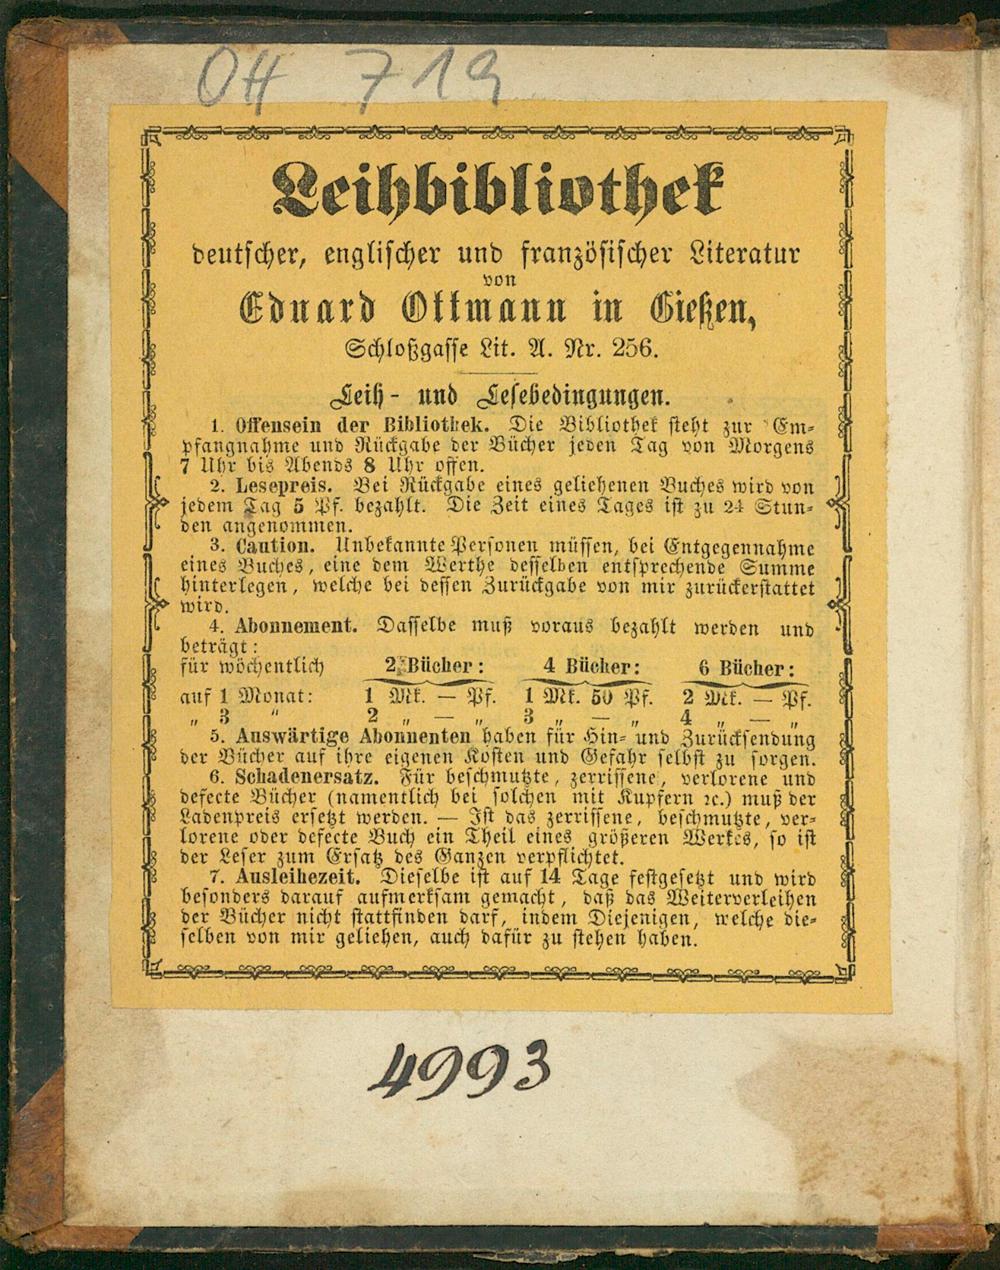 Ott 719
Leihbibliothek
deutscher, englischer und französischer Literatur
von
Eduard Ottmann in Gießen,
Schloßgasse Lit. A. Nr. 256.
Leih- und Lesebedingungen.
1. Offensein der Bibliothek. Die Bibliothek steht zur Em-
pfangnahme und Rückgabe der Bücher jeden Tag von Morgens
7 Uhr bis Abends 8 Uhr offen.
2. Lesepreis. Bei Rückgabe eines geliehenen Buches wird von
jedem Tag 5 Pf. bezahlt. Die Zeit eines Tages ist zu 24 Stun-
den angenommen.
3. Caution. Unbekannte Personen müssen, bei Entgegennahme
eines Buches, eine dem Werthe desselben entsprechende Summe
hinterlegen, welche bei dessen Zurückgabe von mir zurückerstattet
wird.
4. Abonnement. Dasselbe muß voraus bezahlt werden und
beträgt:
für wöchentlich 2 Bücher: 4 Bücher: 6 Bücher:
auf 1 Monat: 1 Mk. — Pf. 1 Mk. 50 Pf. 2 Mk. — Pf.
„ 3 „ 2 „ — „ 3 „ — „ 4 „ — „
5. Auswärtige Abonnenten haben für Hin- und Zurücksendung
der Bücher auf ihre eigenen Kosten und Gefahr selbst zu sorgen.
6. Schadenersatz. Für beschmutzte, zerrissene, verlorene und
defecte Bücher (namentlich bei solchen mit Kupfern ꝛc.) muß der
Ladenpreis ersetzt werden. — Ist das zerrissene, beschmutzte, ver-
lorene oder defecte Buch ein Theil eines größeren Werkes, so ist
der Leser zum Ersatz des Ganzen verpflichtet.
7. Ausleihezeit. Dieselbe ist auf 14 Tage festgesetzt und wird
besonders darauf aufmerksam gemacht, daß das Weiterverleihen
der Bücher nicht stattfinden darf, indem Diejenigen, welche die-
selben von mir geliehen, auch dafür zu stehen haben.
4993